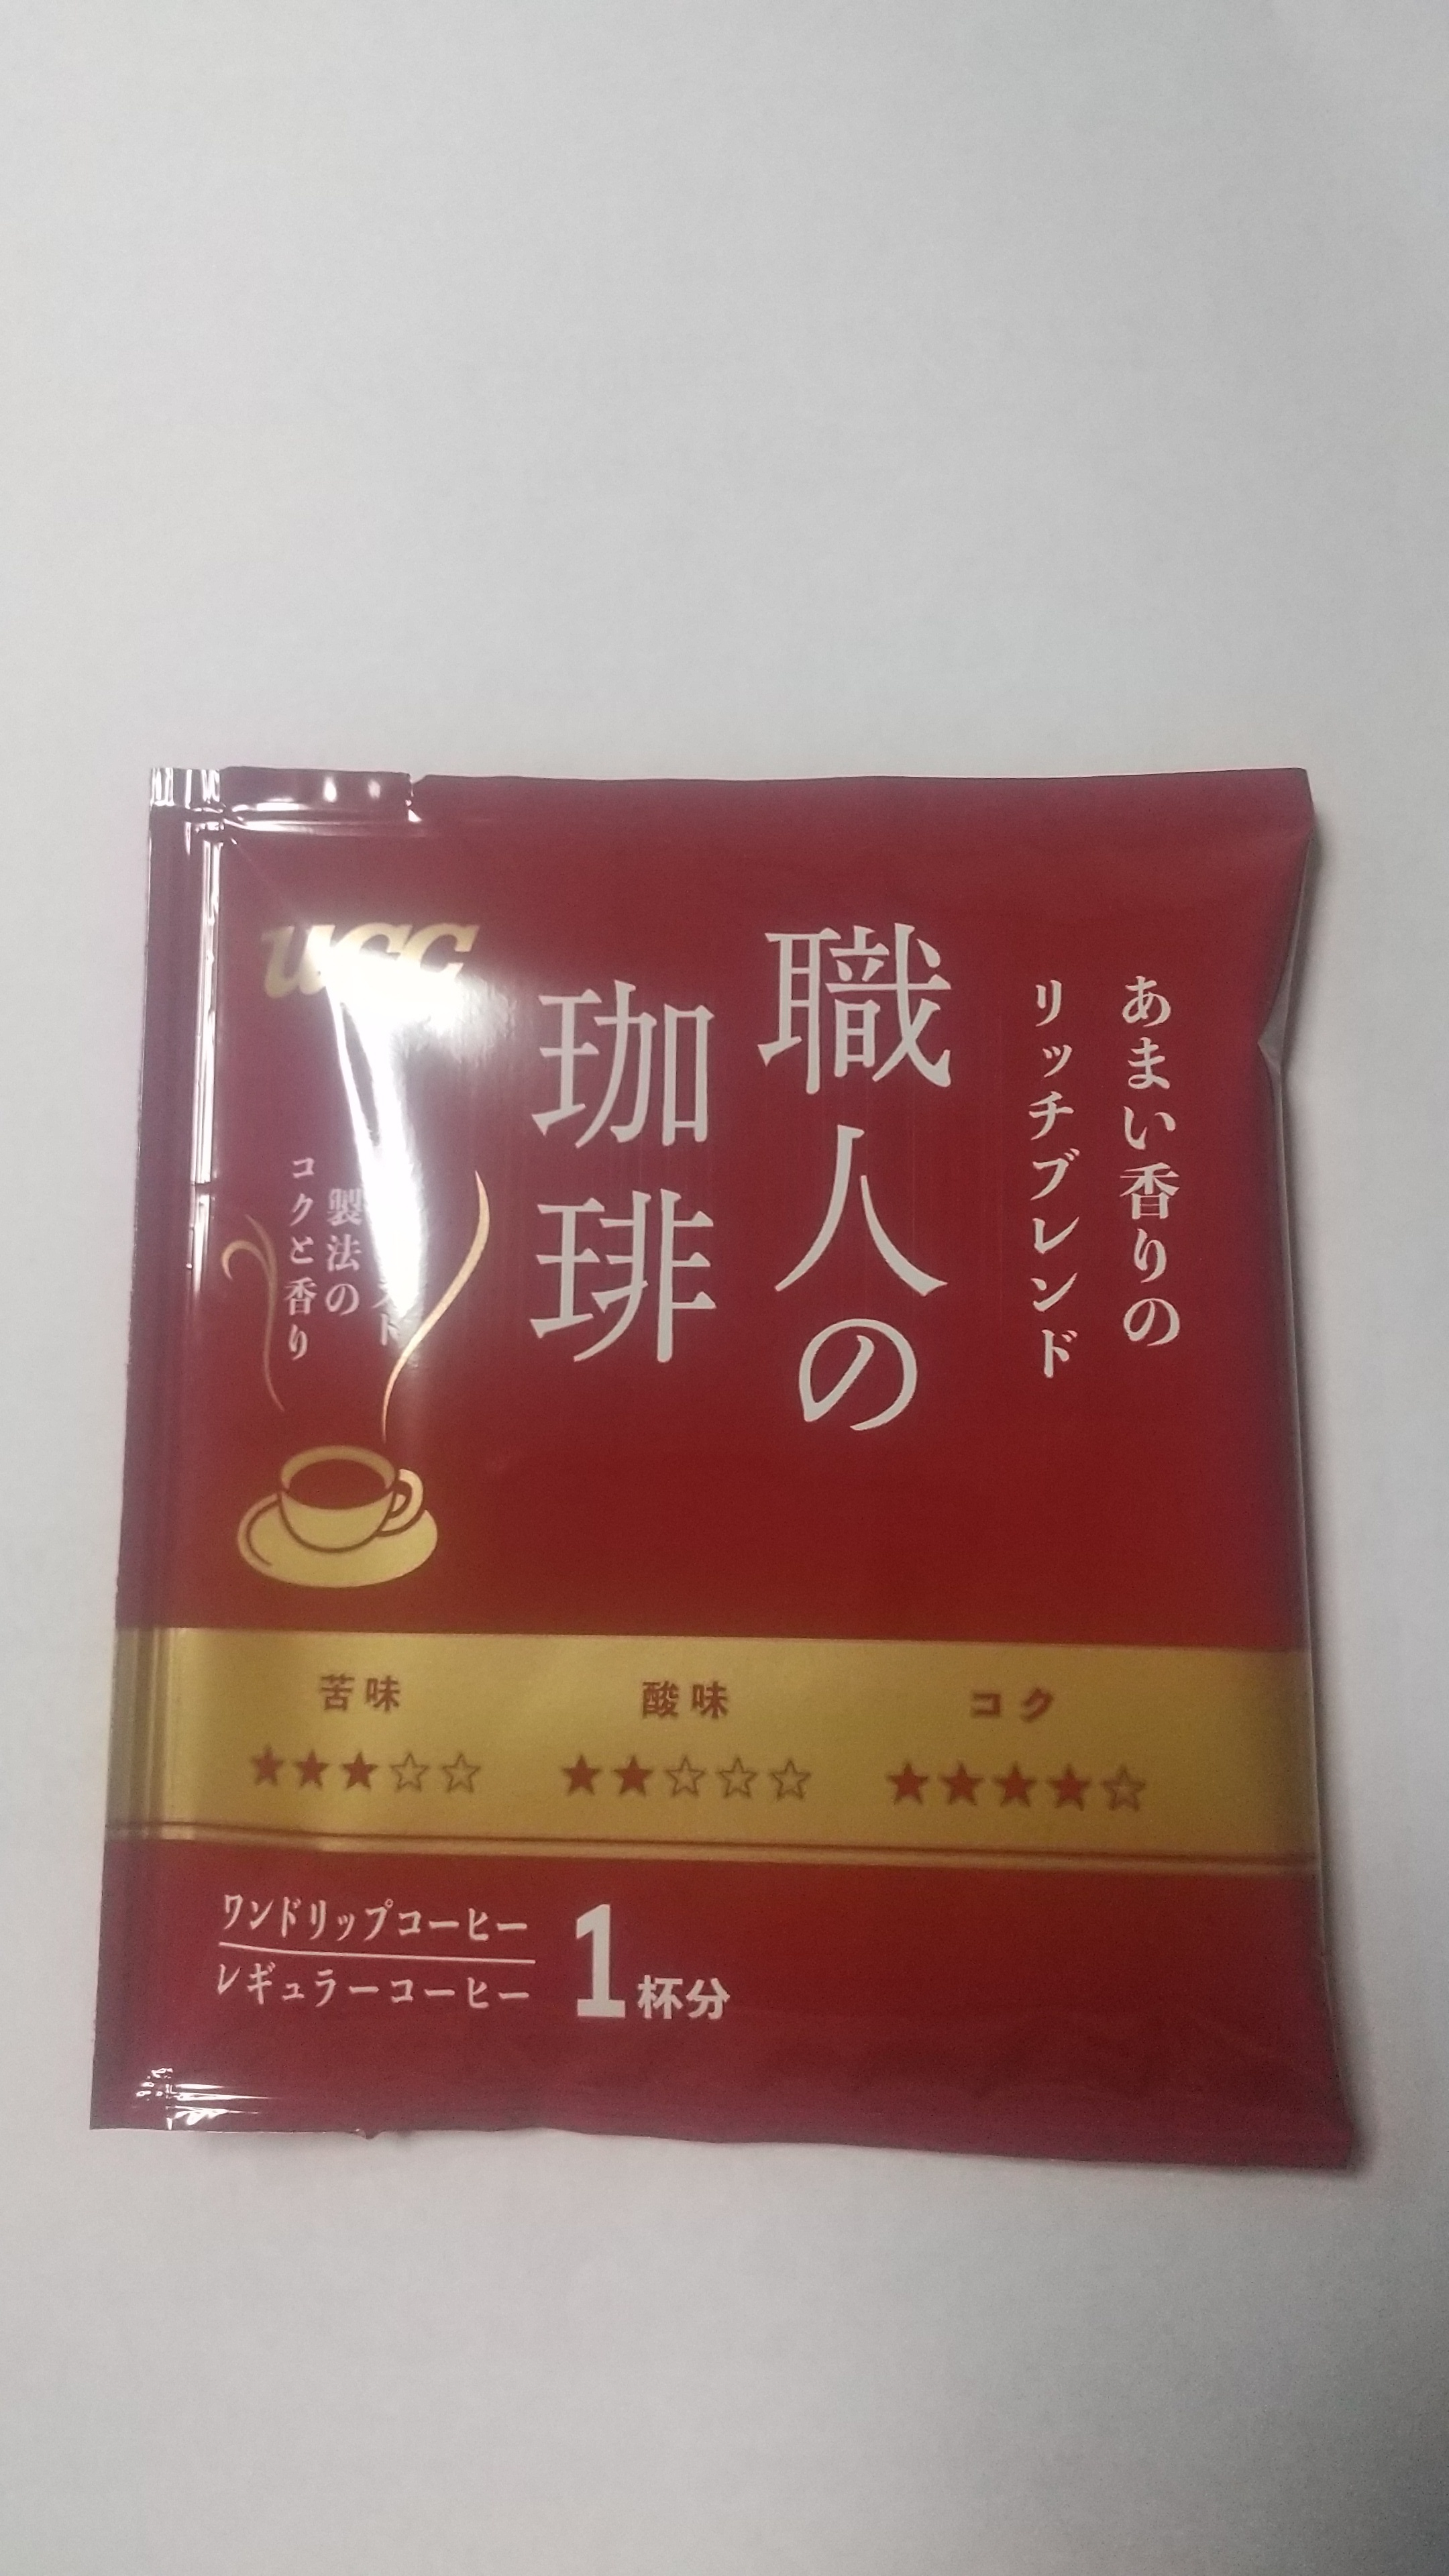 ucc
あまい香りの
リッチブレンド
職人の
珈琲
製法の
コクと香り
苦味
★★★☆☆
酸味
★★☆☆☆
コク
★★★★☆
ワンドリップコーヒー
レギュラーコーヒー
1杯分